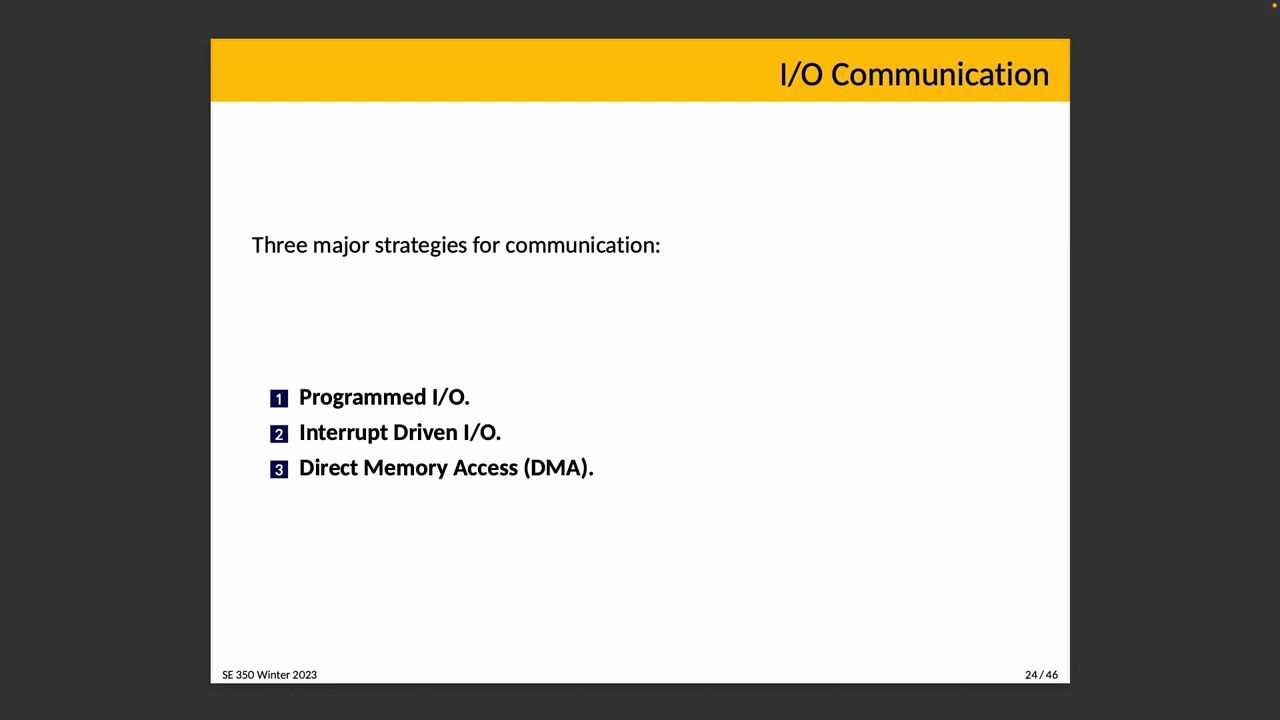 I/O Communication
Three major strategies for communication:
1 Programmed I/O.
2 Interrupt Driven I/O.
3 Direct Memory Access (DMA).
SE 350 Winter 2023
24 / 46